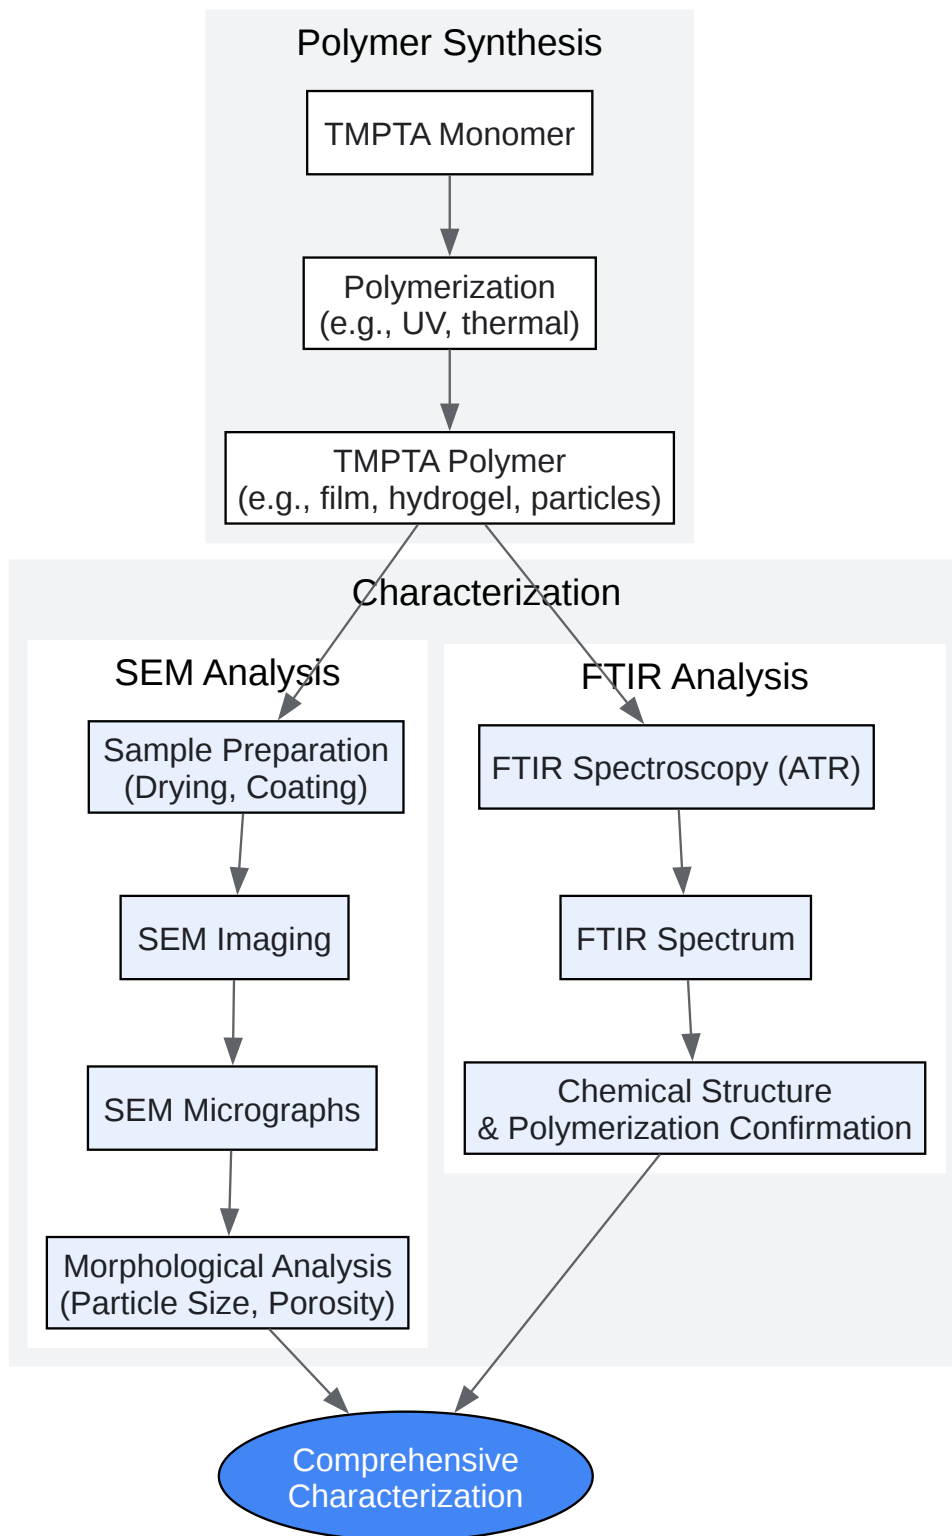 Polymer Synthesis
TMPTA Monomer
Polymerization
(e.g., UV, thermal)
TMPTA Polymer
(e.g., film, hydrogel, particles)
Characterization
SEM Analysis
Sample Preparation
(Drying, Coating)
SEM Imaging
SEM Micrographs
Morphological Analysis
(Particle Size, Porosity)
FTIR Analysis
FTIR Spectroscopy (ATR)
FTIR Spectrum
Chemical Structure
& Polymerization Confirmation
Comprehensive
Characterization